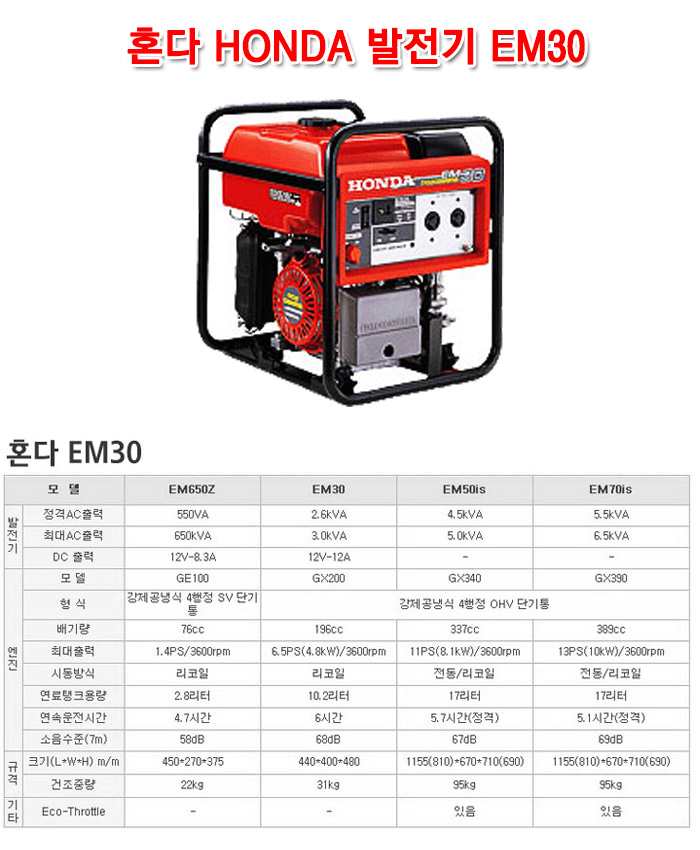 혼다 HONDA 발전기 EM30
HONDA
EM30
혼다 EM30
모 델 EM650Z EM30 EM50is EM70is
발전기
정격AC출력 550VA 2.6kVA 4.5kVA 5.5kVA
최대AC출력 650kVA 3.0kVA 5.0kVA 6.5kVA
DC 출력 12V-8.3A 12V-12A - -
엔진
모 델 GE100 GX200 GX340 GX390
형 식 강제공냉식 4행정 SV 단기통 강제공냉식 4행정 OHV 단기통
배기량 76cc 196cc 337cc 389cc
최대출력 1.4PS/3600rpm 6.5PS(4.8kW)/3600rpm 11PS(8.1kW)/3600rpm 13PS(10kW)/3600rpm
시동방식 리코일 리코일 전동/리코일 전동/리코일
연료탱크용량 2.8리터 10.2리터 17리터 17리터
연속운전시간 4.7시간 6시간 5.7시간(정격) 5.1시간(정격)
소음수준(7m) 58dB 68dB 67dB 69dB
규격
크기(L*W*H) m/m 450*270*375 440*400*480 1155(810)*670*710(690) 1155(810)*670*710(690)
건조중량 22kg 31kg 95kg 95kg
기타
Eco-Throttle - - 있음 있음